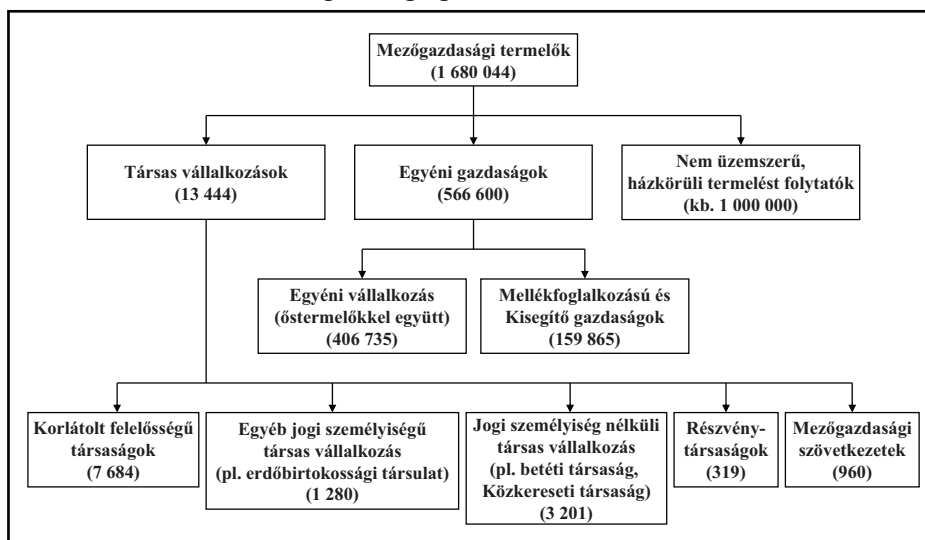 Mezőgazdasági termelők
(1 680 044)
Társas vállalkozások
(13 444)
Egyéni gazdaságok
(566 600)
Nem üzemszerű,
házkörüli termelést folytatók
(kb. 1 000 000)
Egyéni vállalkozás
(őstermelőkkel együtt)
(406 735)
Mellékfoglalkozású és
Kisegítő gazdaságok
(159 865)
Korlátolt felelősségű
társaságok
(7 684)
Egyéb jogi személyiségű
társas vállalkozás
(pl. erdőbirtokossági társulat)
(1 280)
Jogi személyiség nélküli
társas vállalkozás
(pl. betéti társaság,
Közkereseti társaság)
(3 201)
Részvény-
társaságok
(319)
Mezőgazdasági
szövetkezetek
(960)